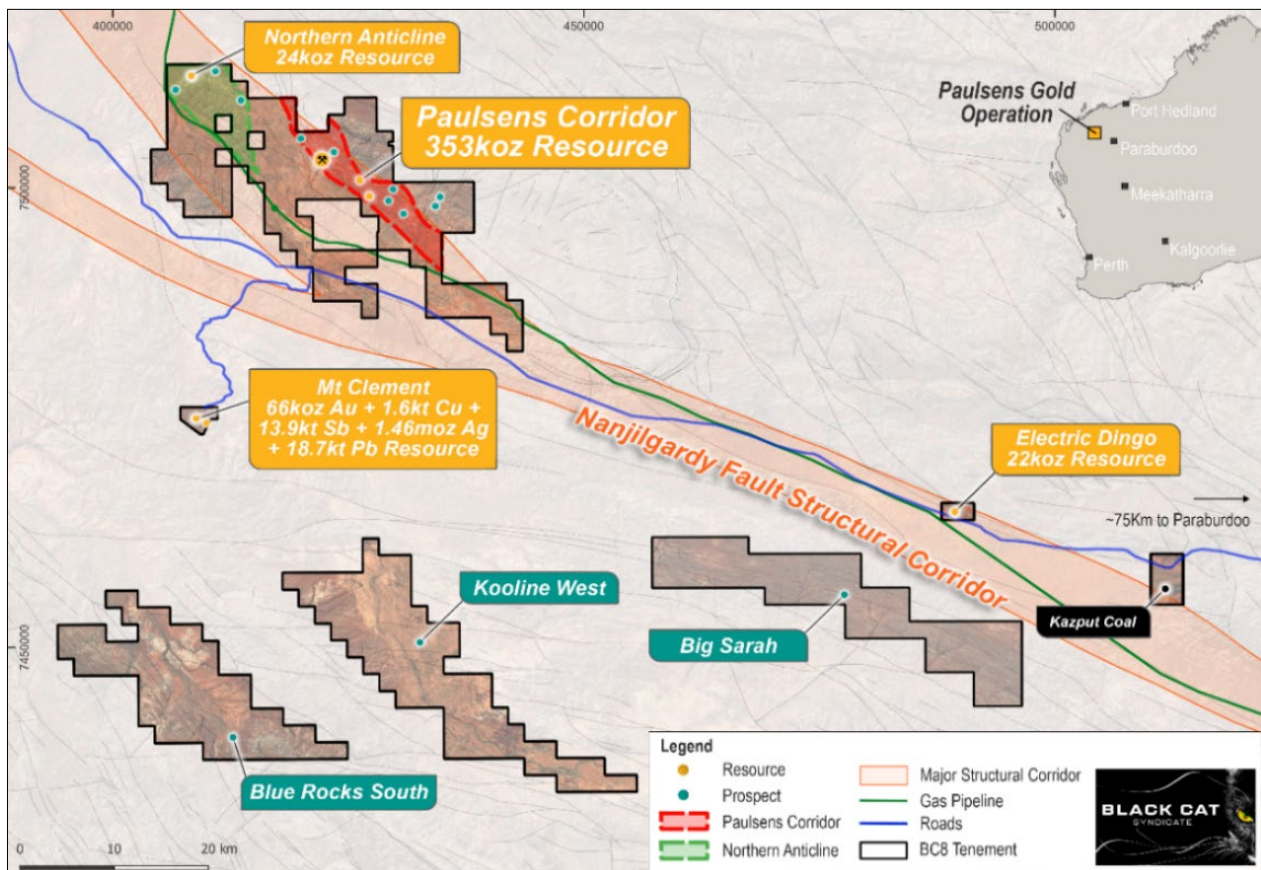 400000
450000
500000
Northern Anticline
24koz Resource
Paulsens Corridor
353koz Resource
Paulsens Gold
Operation
Port Hedland
Paraburdoo
Meekatharra
Kalgoorlie
Perth
7500000
Mt Clement
66koz Au + 1.6kt Cu +
13.9kt Sb + 1.46moz Ag
+ 18.7kt Pb Resource
Nanjilgardy Fault Structural Corridor
Electric Dingo
22koz Resource
~75Km to Paraburdoo
Kooline West
Big Sarah
Kazput Coal
7450000
Blue Rocks South
Legend
Resource
Prospect
Paulsens Corridor
Northern Anticline
Major Structural Corridor
Gas Pipeline
Roads
BC8 Tenement
BLACK CAT
SYNDICATE
0 10 20 km